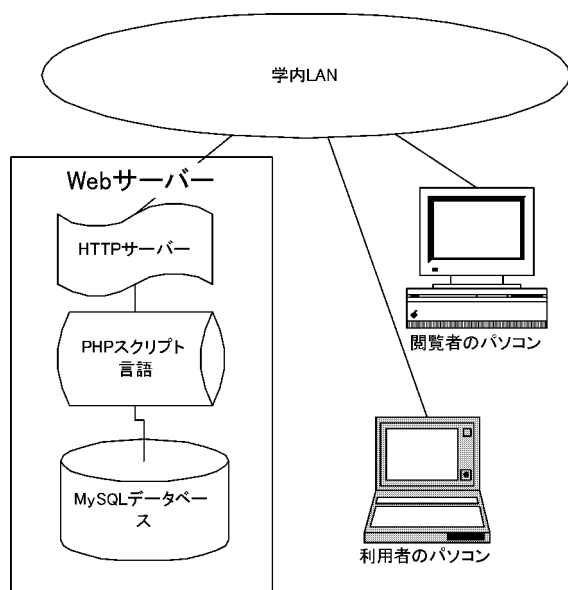 学内LAN
Webサーバー
HTTPサーバー
PHPスクリプト
言語
MySQLデータベー
ス
閲覧者のパソコン
利用者のパソコン